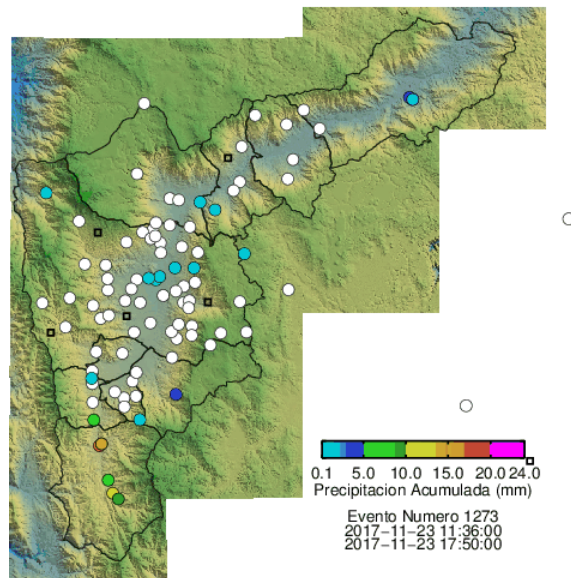 0.1 5.0 10.0 15.0 20.0 24.0
Precipitacion Acumulada (mm)
Evento Numero 1273
2017-11-23 11:36:00
2017-11-23 17:50:00